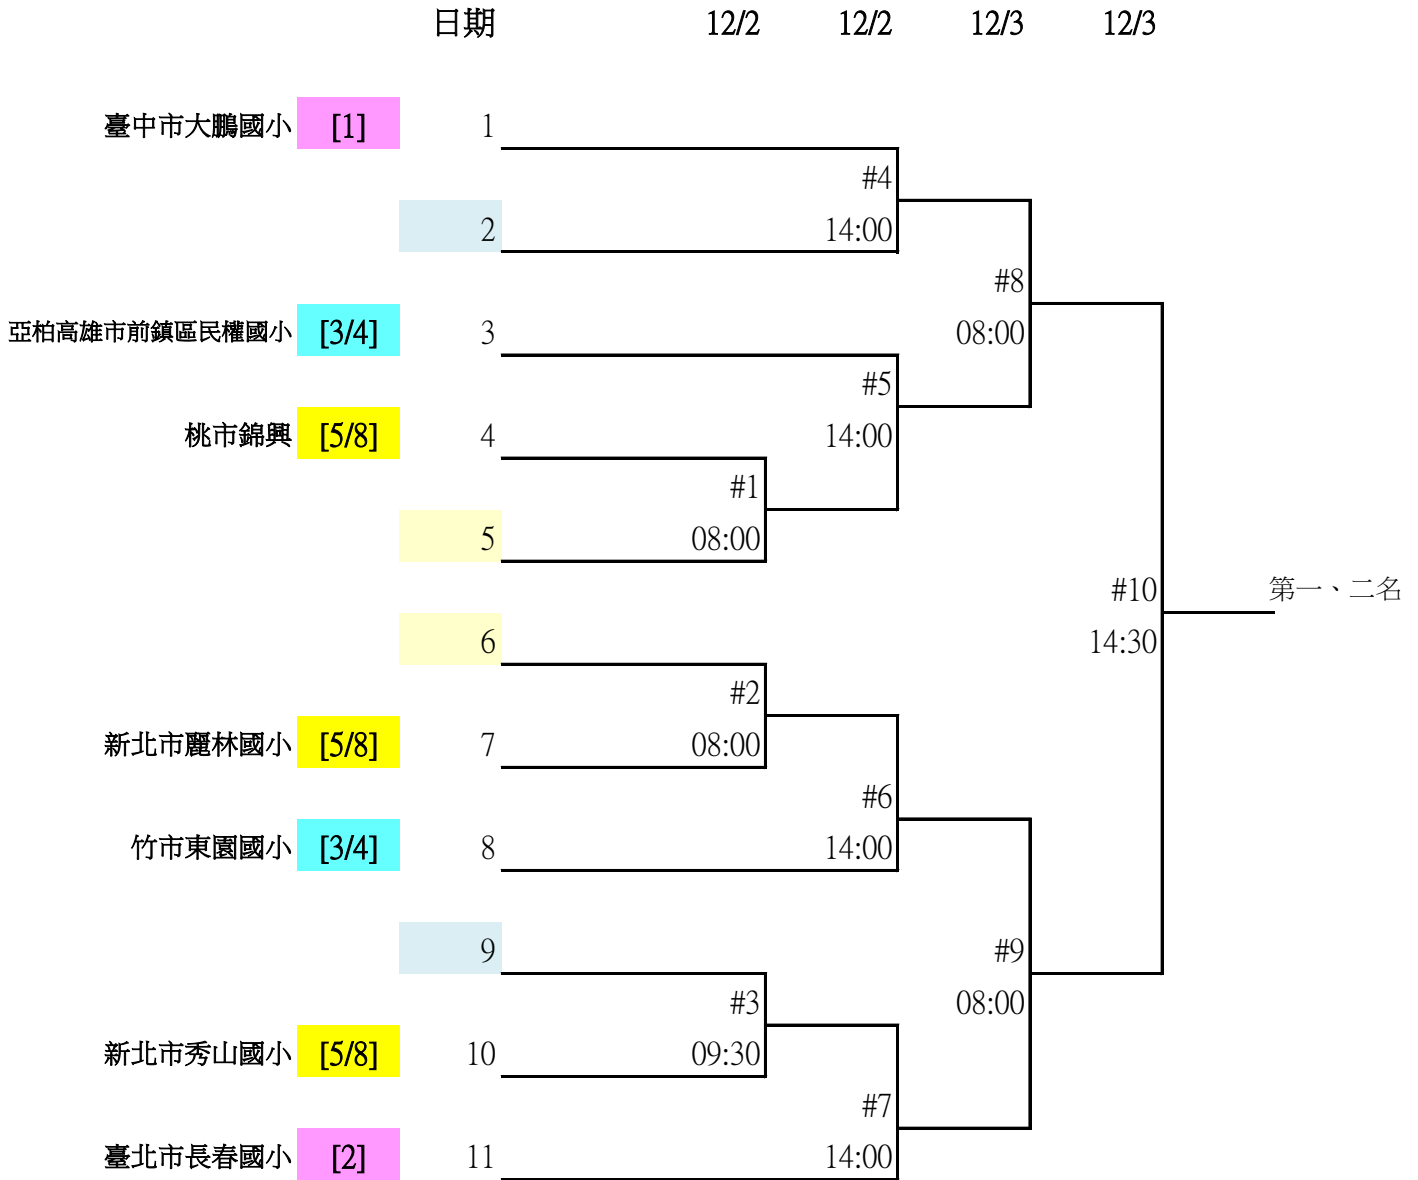 日期 12/2 12/2 12/3 12/3
臺中市大鵬國小 [1] 1
#4
2 14:00
#8
亞柏高雄市前鎮區民權國小 [3/4] 3 08:00
#5
桃市錦興 [5/8] 4 14:00
#1
5 08:00
#10 第一、二名
6 14:30
#2
新北市麗林國小 [5/8] 7 08:00
#6
竹市東園國小 [3/4] 8 14:00
9 #9
#3 08:00
新北市秀山國小 [5/8] 10 09:30
#7
臺北市長春國小 [2] 11 14:00